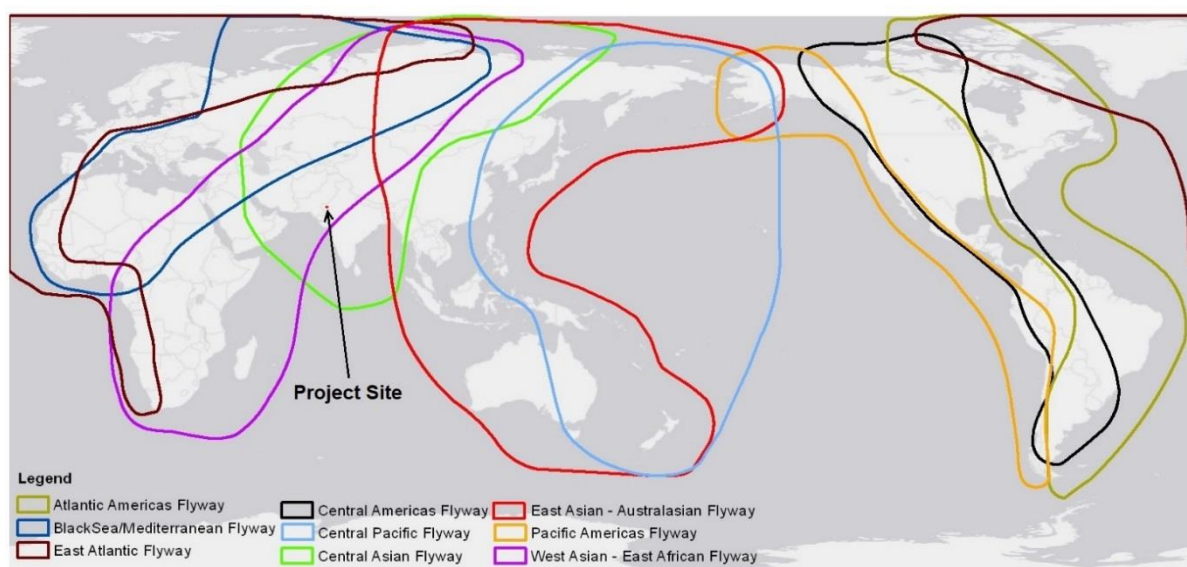 Project Site
Legend
Atlantic Americas Flyway
BlackSea/Mediterranean Flyway
East Atlantic Flyway
Central Americas Flyway
Central Pacific Flyway
Central Asian Flyway
East Asian - Australasian Flyway
Pacific Americas Flyway
West Asian - East African Flyway